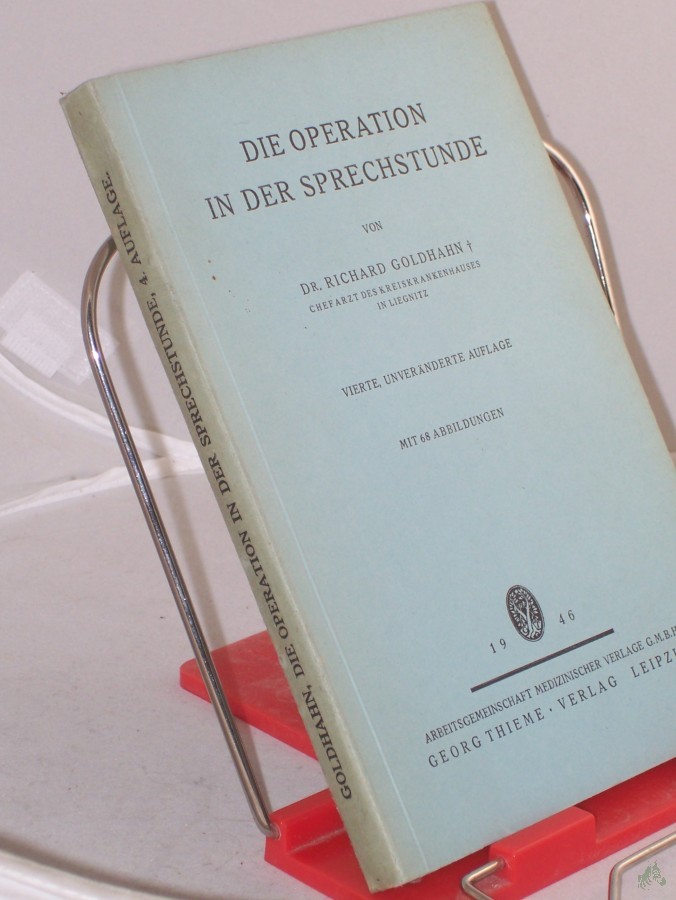 DIE OPERATION
IN DER SPRECHSTUNDE
VON
DR. RICHARD GOLDHAHN †
CHEFARZT DES KREISKRANKENHAUSES
IN LIEGNITZ
VIERTE, UNVERÄNDERTE AUFLAGE
MIT 68 ABBILDUNGEN
19 46
ARBEITSGEMEINSCHAFT MEDIZINISCHER VERLAGE G.M.B.H
GEORG THIEME · VERLAG LEIPZ
GOLDHAHN, DIE OPERATION IN DER SPRECHSTUNDE, 4. AUFLAGE.